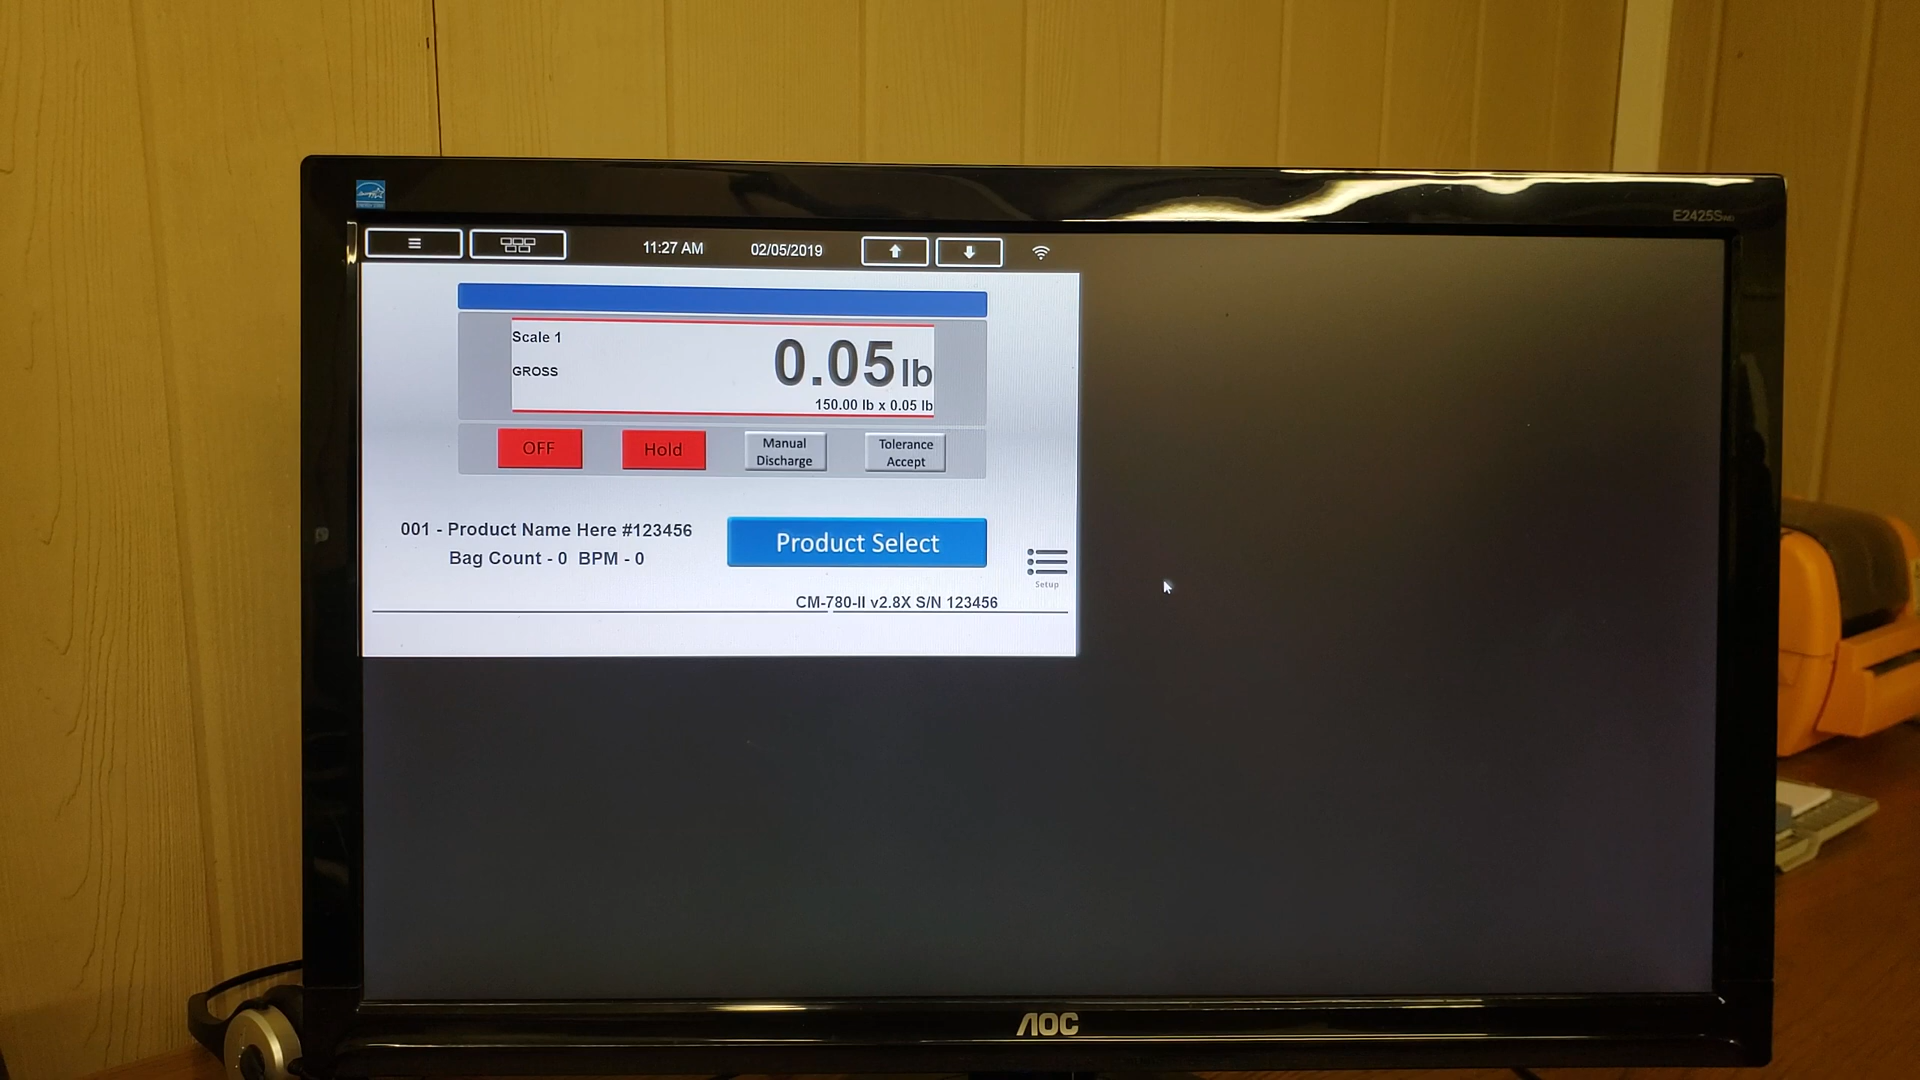 E2425SWD
11:27 AM 02/05/2019
Scale 1
0.05 lb
GROSS
150.00 lb x 0.05 lb
OFF
Hold
Manual
Discharge
Tolerance
Accept
001 - Product Name Here #123456
Bag Count - 0 BPM - 0
Product Select
Setup
CM-780-II v2.8X S/N 123456
AOC